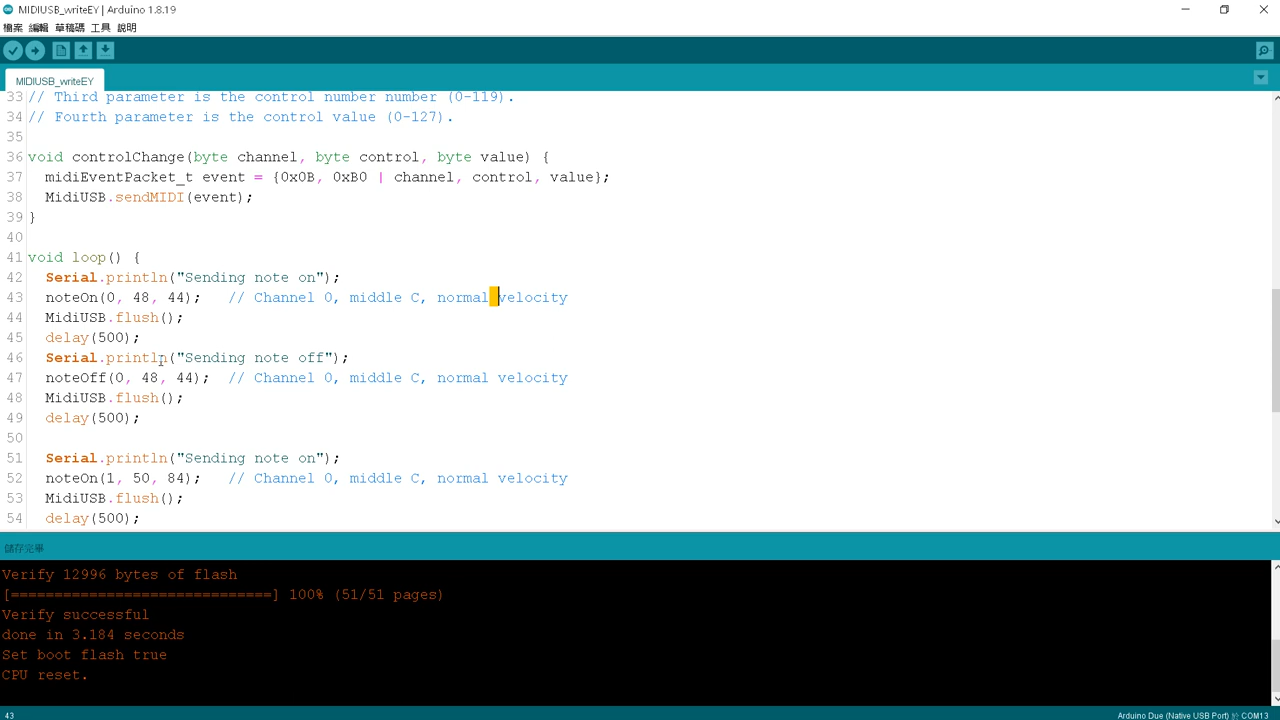 MIDIUSB_writeEY | Arduino 1.8.19
檔案 編輯 草稿碼 工具 說明
MIDIUSB_writeEY
33 // Third parameter is the control number number (0-119).
34 // Fourth parameter is the control value (0-127).
35
36 void controlChange(byte channel, byte control, byte value) {
37 midiEventPacket_t event = {0x0B, 0xB0 | channel, control, value};
38 MidiUSB.sendMIDI(event);
39 }
40
41 void loop() {
42 Serial.println("Sending note on");
43 noteOn(0, 48, 44); // Channel 0, middle C, normal velocity
44 MidiUSB.flush();
45 delay(500);
46 Serial.println("Sending note off");
47 noteOff(0, 48, 44); // Channel 0, middle C, normal velocity
48 MidiUSB.flush();
49 delay(500);
50
51 Serial.println("Sending note on");
52 noteOn(1, 50, 84); // Channel 0, middle C, normal velocity
53 MidiUSB.flush();
54 delay(500);
儲存完畢
Verify 12996 bytes of flash
[==============================] 100% (51/51 pages)
Verify successful
done in 3.184 seconds
Set boot flash true
CPU reset.
43
Arduino Due (Native USB Port) 於 COM13